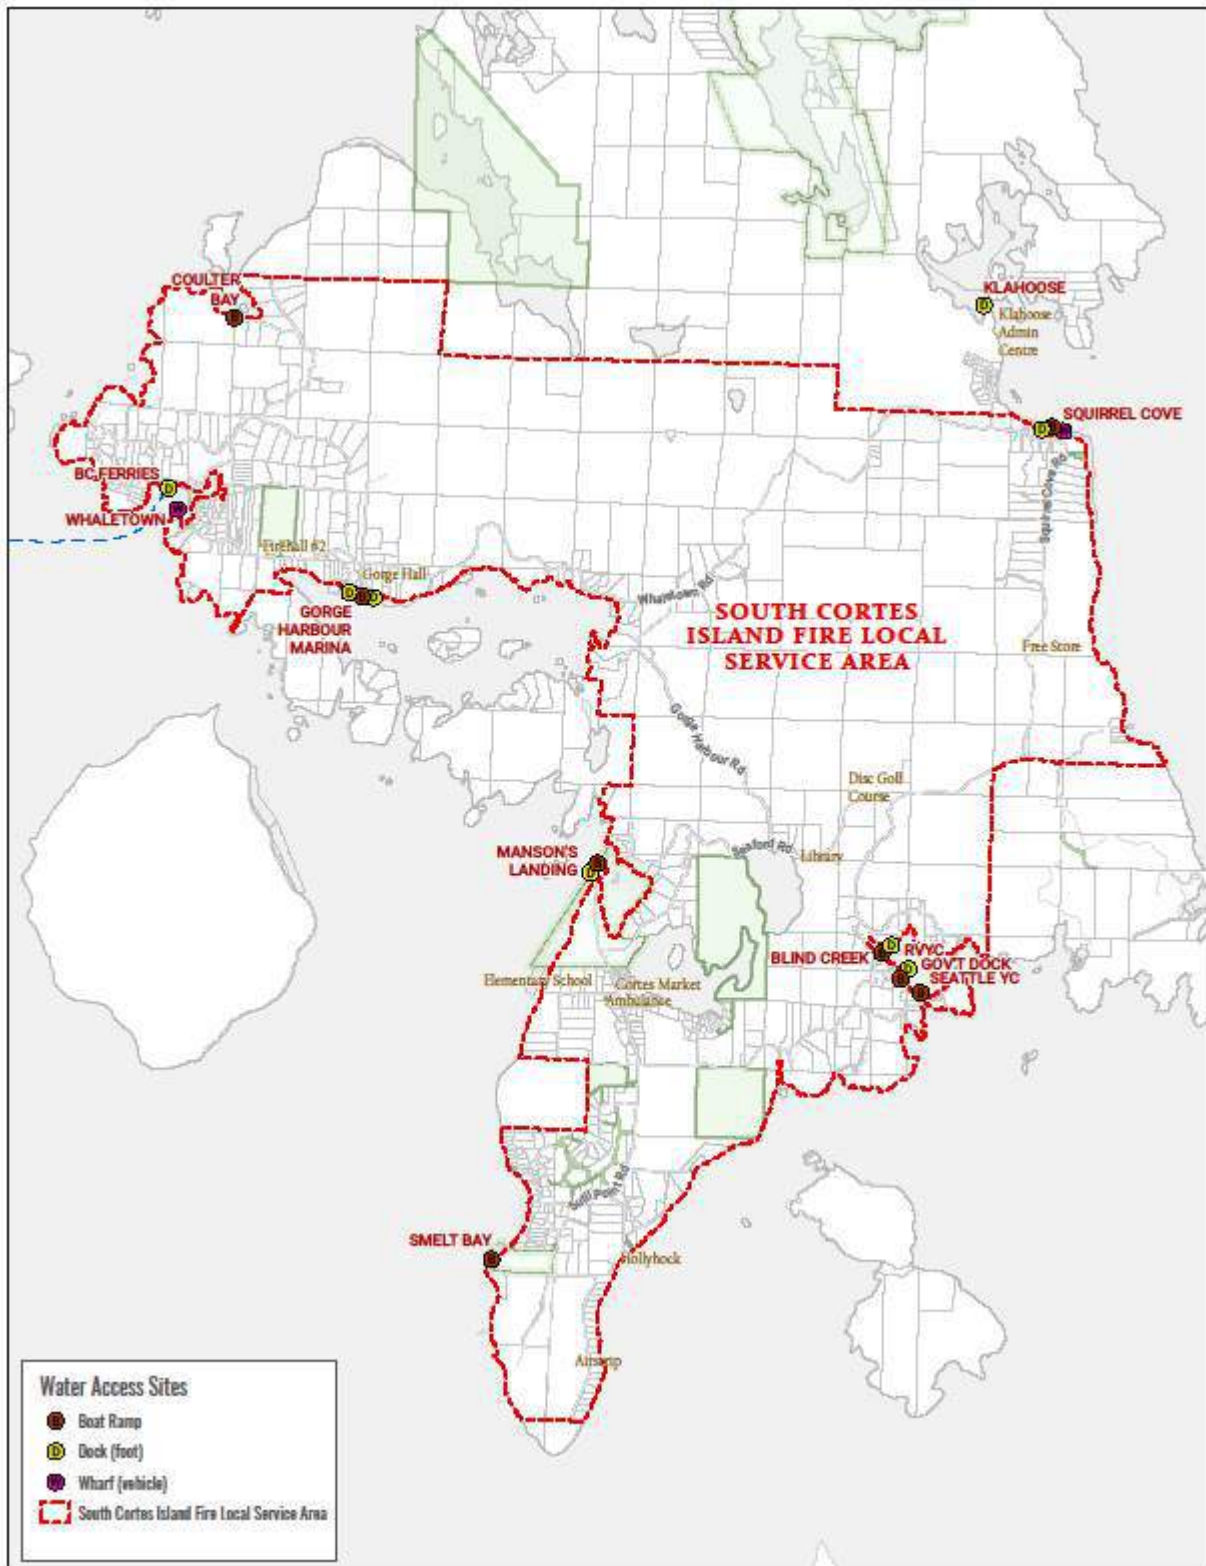 COULTER
BAY
KLAHOOSE
Klahoose
Admin
Centre
SQUIRREL COVE
Squirrel Cove Rd
BC FERRIES
WHALETOWN
Firehall #2
Gorge Hall
GORGE
HARBOUR
MARINA
Whaletown Rd
SOUTH CORTES
ISLAND FIRE LOCAL
SERVICE AREA
Free Store
Gorge Harbour Rd
Disc Golf
Course
MANSON'S
LANDING
Seaford Rd
Library
BLIND CREEK
RVYC
GOV'T DOCK
SEATTLE YC
Elementary School
Cortes Market
Ambulance
Sutil Point Rd
SMELT BAY
Hollyhock
Airstrip
Water Access Sites
B Boat Ramp
D Dock (foot)
W Wharf (vehicle)
South Cortes Island Fire Local Service Area